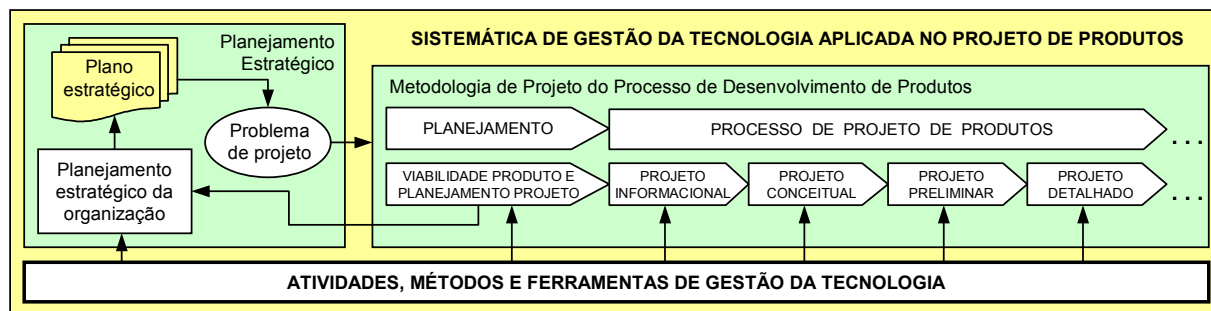 Planejamento
Estratégico
Plano
estratégico
Problema
de projeto
Planejamento
estratégico da
organização
SISTEMÁTICA DE GESTÃO DA TECNOLOGIA APLICADA NO PROJETO DE PRODUTOS
Metodologia de Projeto do Processo de Desenvolvimento de Produtos
PLANEJAMENTO
PROCESSO DE PROJETO DE PRODUTOS
. . .
VIABILIDADE PRODUTO E
PLANEJAMENTO PROJETO
PROJETO
INFORMACIONAL
PROJETO
CONCEITUAL
PROJETO
PRELIMINAR
PROJETO
DETALHADO
. . .
ATIVIDADES, MÉTODOS E FERRAMENTAS DE GESTÃO DA TECNOLOGIA